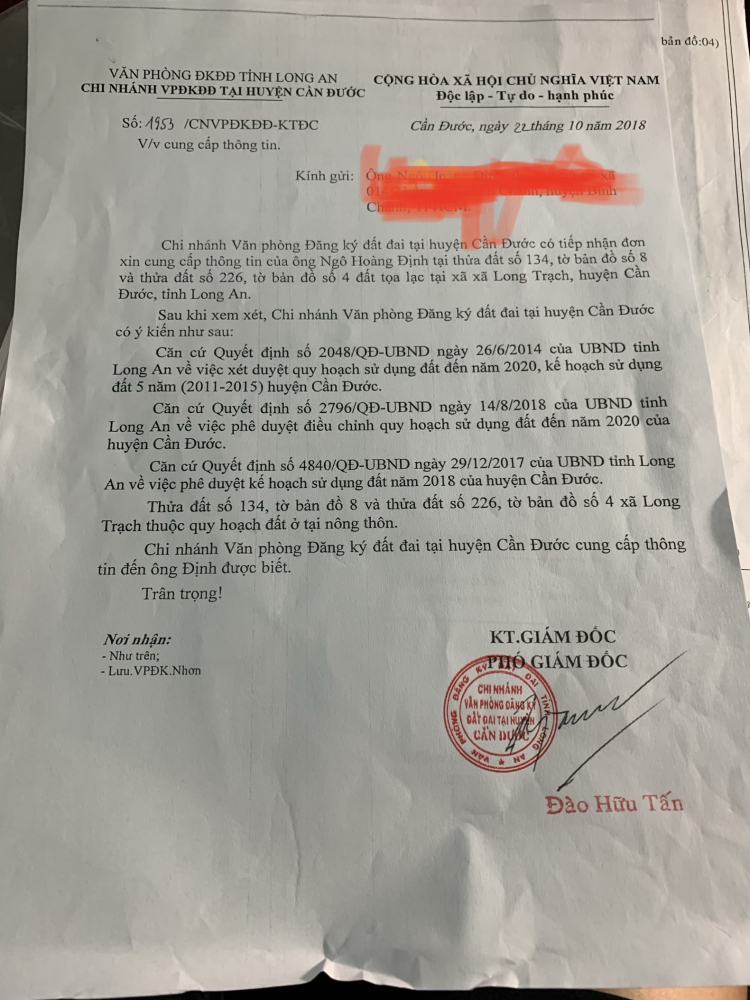 bản đồ:04)
VĂN PHÒNG ĐKĐĐ TỈNH LONG AN
CHI NHÁNH VPĐKĐĐ TẠI HUYỆN CẦN ĐƯỚC
CỘNG HÒA XÃ HỘI CHỦ NGHĨA VIỆT NAM
Độc lập - Tự do - hạnh phúc
Số: 1953 /CNVPĐKĐĐ-KTĐC
V/v cung cấp thông tin.
Cần Đước, ngày 22 tháng 10 năm 2018
Kính gửi:
Chi nhánh Văn phòng Đăng ký đất đai tại huyện Cần Đước có tiếp nhận đơn
xin cung cấp thông tin của ông Ngô Hoàng Định tại thửa đất số 134, tờ bản đồ số 8
và thửa đất số 226, tờ bản đồ số 4 đất tọa lạc tại xã xã Long Trạch, huyện Cần
Đước, tỉnh Long An.
Sau khi xem xét, Chi nhánh Văn phòng Đăng ký đất đai tại huyện Cần Đước
có ý kiến như sau:
Căn cứ Quyết định số 2048/QĐ-UBND ngày 26/6/2014 của UBND tỉnh
Long An về việc xét duyệt quy hoạch sử dụng đất đến năm 2020, kế hoạch sử dụng
đất 5 năm (2011-2015) huyện Cần Đước.
Căn cứ Quyết định số 2796/QĐ-UBND ngày 14/8/2018 của UBND tỉnh
Long An về việc phê duyệt điều chỉnh quy hoạch sử dụng đất đến năm 2020 của
huyện Cần Đước.
Căn cứ Quyết định số 4840/QĐ-UBND ngày 29/12/2017 của UBND tỉnh Long
An về việc phê duyệt kế hoạch sử dụng đất năm 2018 của huyện Cần Đước.
Thửa đất số 134, tờ bản đồ 8 và thửa đất số 226, tờ bản đồ số 4 xã Long
Trạch thuộc quy hoạch đất ở tại nông thôn.
Chi nhánh Văn phòng Đăng ký đất đai tại huyện Cần Đước cung cấp thông
tin đến ông Định được biết.
Trân trọng!
Nơi nhận:
- Như trên;
- Lưu.VPĐK.Nhơn
KT.GIÁM ĐỐC
PHÓ GIÁM ĐỐC
VĂN PHÒNG ĐĂNG KÝ ĐẤT ĐAI TỈNH LONG AN
CHI NHÁNH
VĂN PHÒNG ĐĂNG KÝ
ĐẤT ĐAI TẠI HUYỆN
CẦN ĐƯỚC
Đào Hữu Tấn